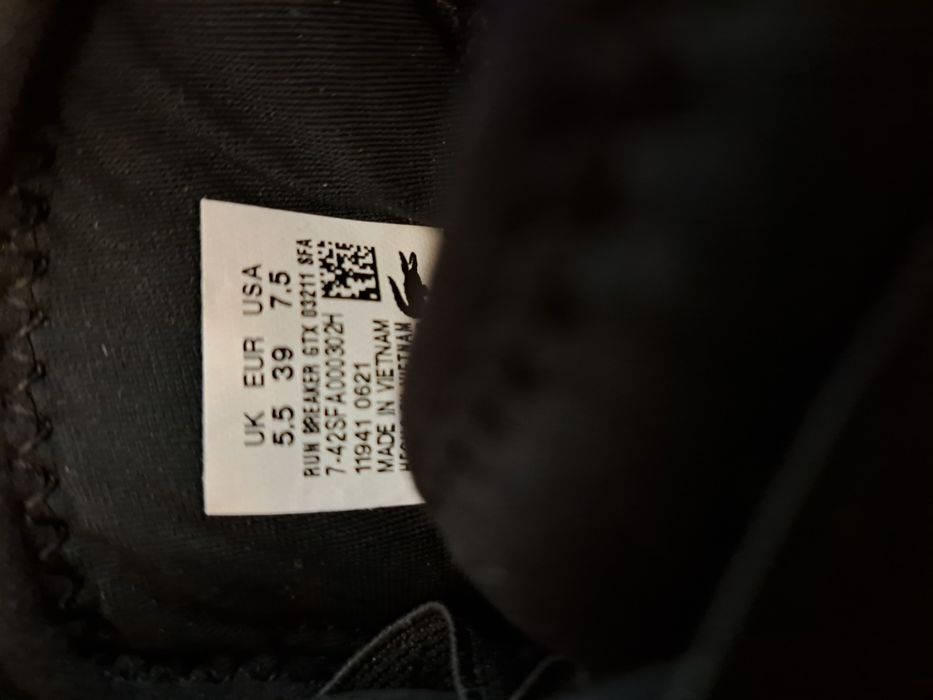 UK EUR USA
5.5 39 7.5
RUN BREAKER GTX 03211 SFA
7-42SFA000302H
11941 0621
MADE IN VIETNAM